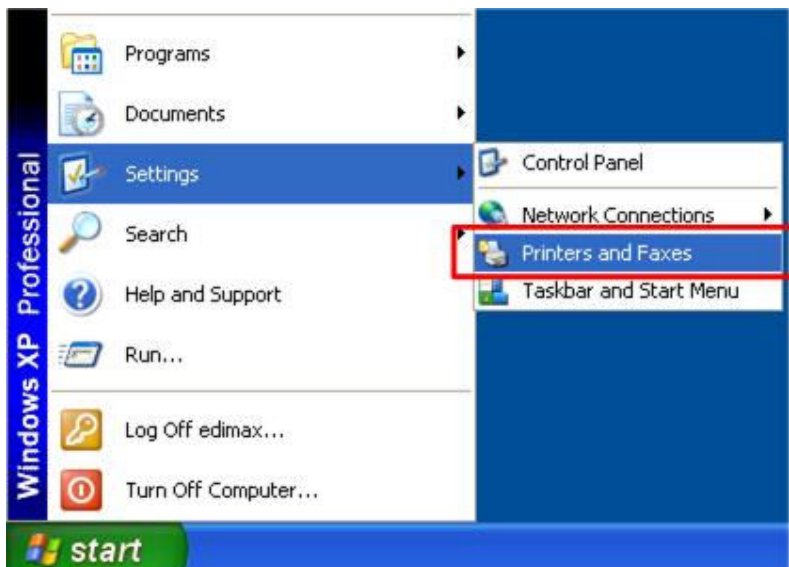 Windows XP Professional
Programs
Documents
Settings
Search
Help and Support
Run...
Log Off edimax...
Turn Off Computer...
Control Panel
Network Connections
Printers and Faxes
Taskbar and Start Menu
start